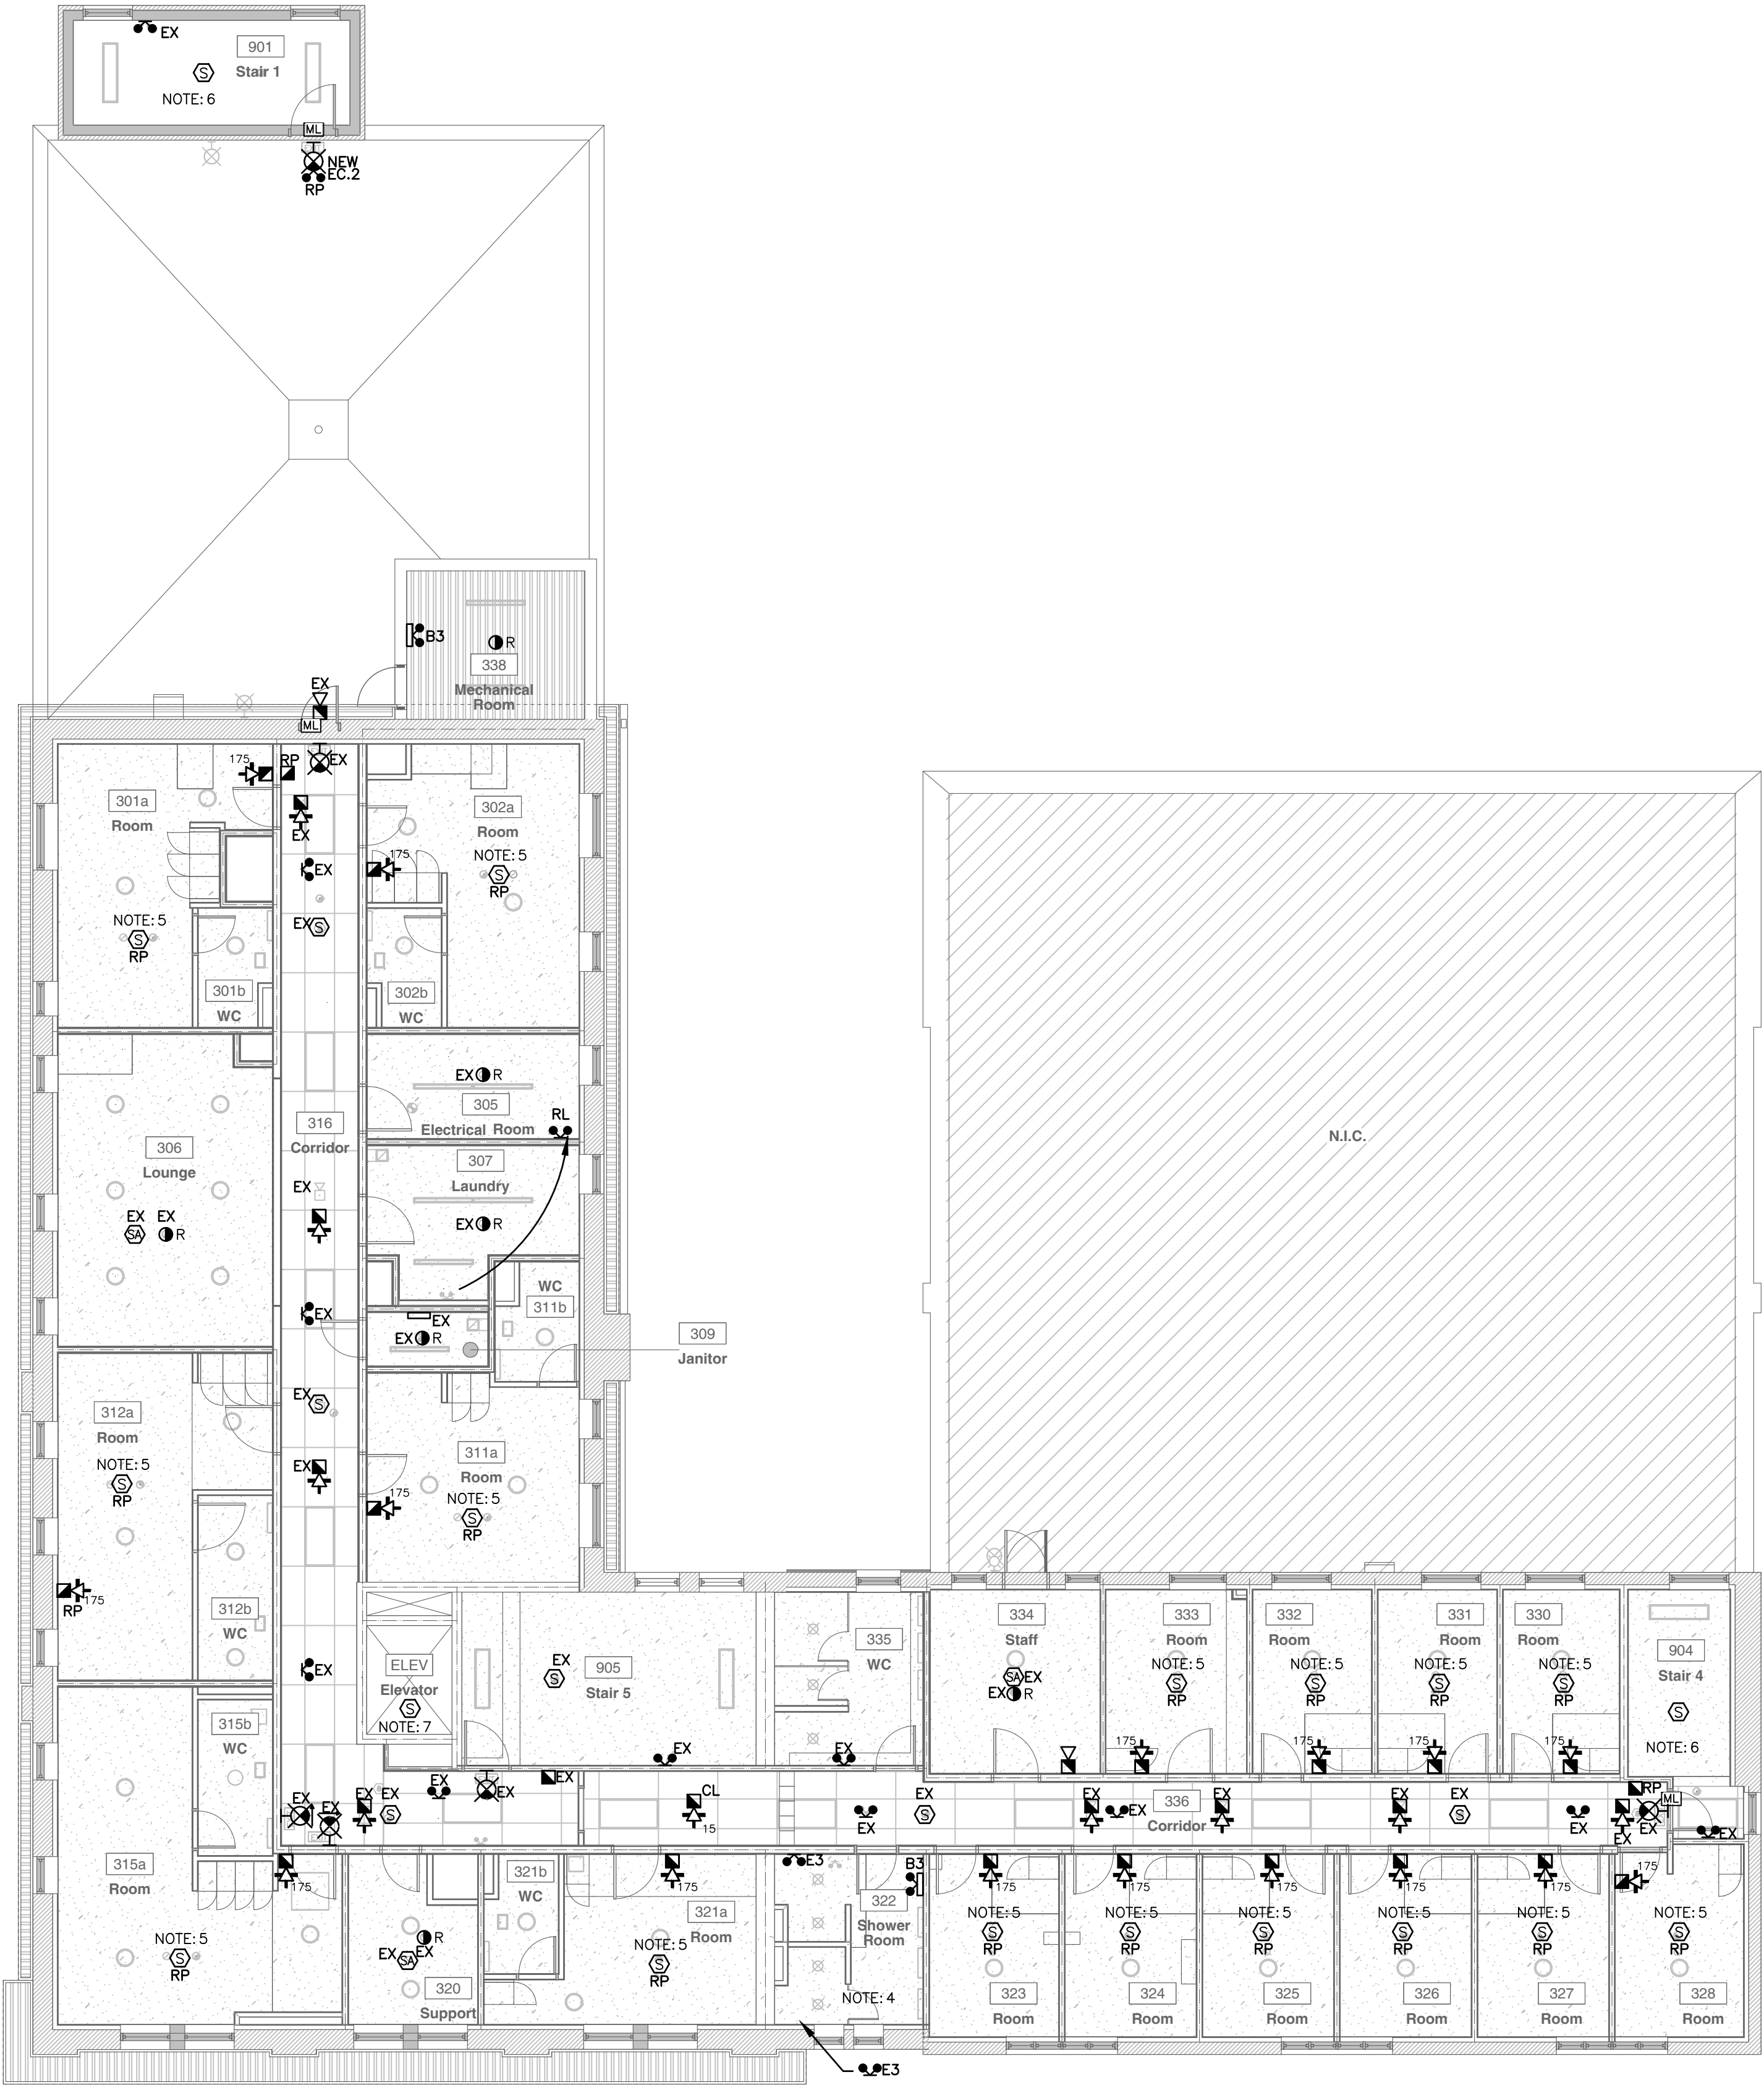 EX
901
Stair 1
S
NOTE: 6
ML
NEW
EC.2
RP
B3
R
338
Mechanical
Room
EX
ML
175
RP
EX
301a
Room
EX
302a
Room
175
NOTE: 5
S
RP
EX
NOTE: 5
S
RP
EX
S
301b
WC
302b
WC
EX
R
305
Electrical Room
RL
316
Corridor
306
Lounge
307
Laundry
EX
EX
EX
SA
R
EX
R
WC
311b
EX
EX
EX
R
309
Janitor
EX
S
312a
Room
NOTE: 5
S
RP
EX
311a
Room
NOTE: 5
S
RP
175
175
RP
312b
WC
EX
ELEV
Elevator
S
NOTE: 7
EX
S
905
Stair 5
335
WC
334
Staff
SA
EX
EX
R
333
Room
NOTE: 5
S
RP
332
Room
NOTE: 5
S
RP
331
Room
NOTE: 5
S
RP
330
Room
NOTE: 5
S
RP
904
Stair 4
S
NOTE: 6
315b
WC
EX
EX
175
175
175
175
EX
EX
EX
EX
S
EX
EX
EX
CL
15
EX
EX
S
EX
EX
336
Corridor
EX
EX
EX
S
EX
RP
ML
EX
EX
EX
315a
Room
175
NOTE: 5
S
RP
R
EX
EX
SA
320
Support
321b
WC
175
321a
Room
NOTE: 5
S
RP
E3
B3
322
Shower
Room
NOTE: 4
E3
175
NOTE: 5
S
RP
323
Room
175
NOTE: 5
S
RP
324
Room
175
NOTE: 5
S
RP
325
Room
175
NOTE: 5
S
RP
326
Room
175
NOTE: 5
S
RP
327
Room
175
NOTE: 5
S
RP
328
Room
N.I.C.